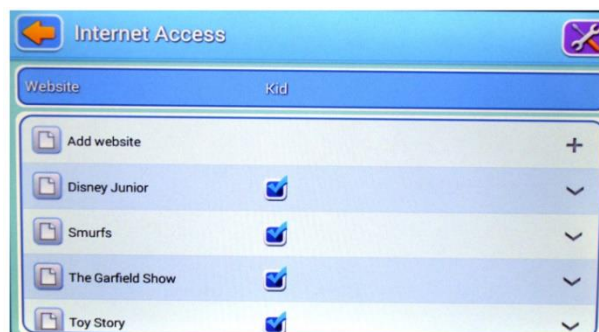 Internet Access
Website Kid
Add website
Disney Junior
Smurfs
The Garfield Show
Toy Story